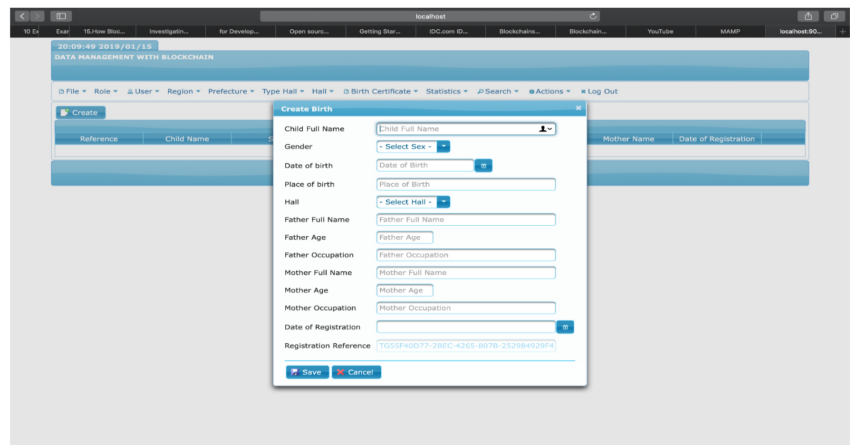 localhost
10 Ex Exar 15.How Bloc... Investigatin... for Develop... Open sourc... Getting Star... IDC.com ID... Blockchains... Blockchain... YouTube MAMP localhost:90...
20:09:49 2019/01/15
DATA MANAGEMENT WITH BLOCKCHAIN
File Role User Region Prefecture Type Hall Hall Birth Certificate Statistics Search Actions Log Out
Create
Reference Child Name S Mother Name Date of Registration
Create Birth
Child Full Name Child Full Name
Gender - Select Sex -
Date of birth Date of Birth
Place of birth Place of Birth
Hall - Select Hall -
Father Full Name Father Full Name
Father Age Father Age
Father Occupation Father Occupation
Mother Full Name Mother Full Name
Mother Age Mother Age
Mother Occupation Mother Occupation
Date of Registration
Registration Reference
Save Cancel